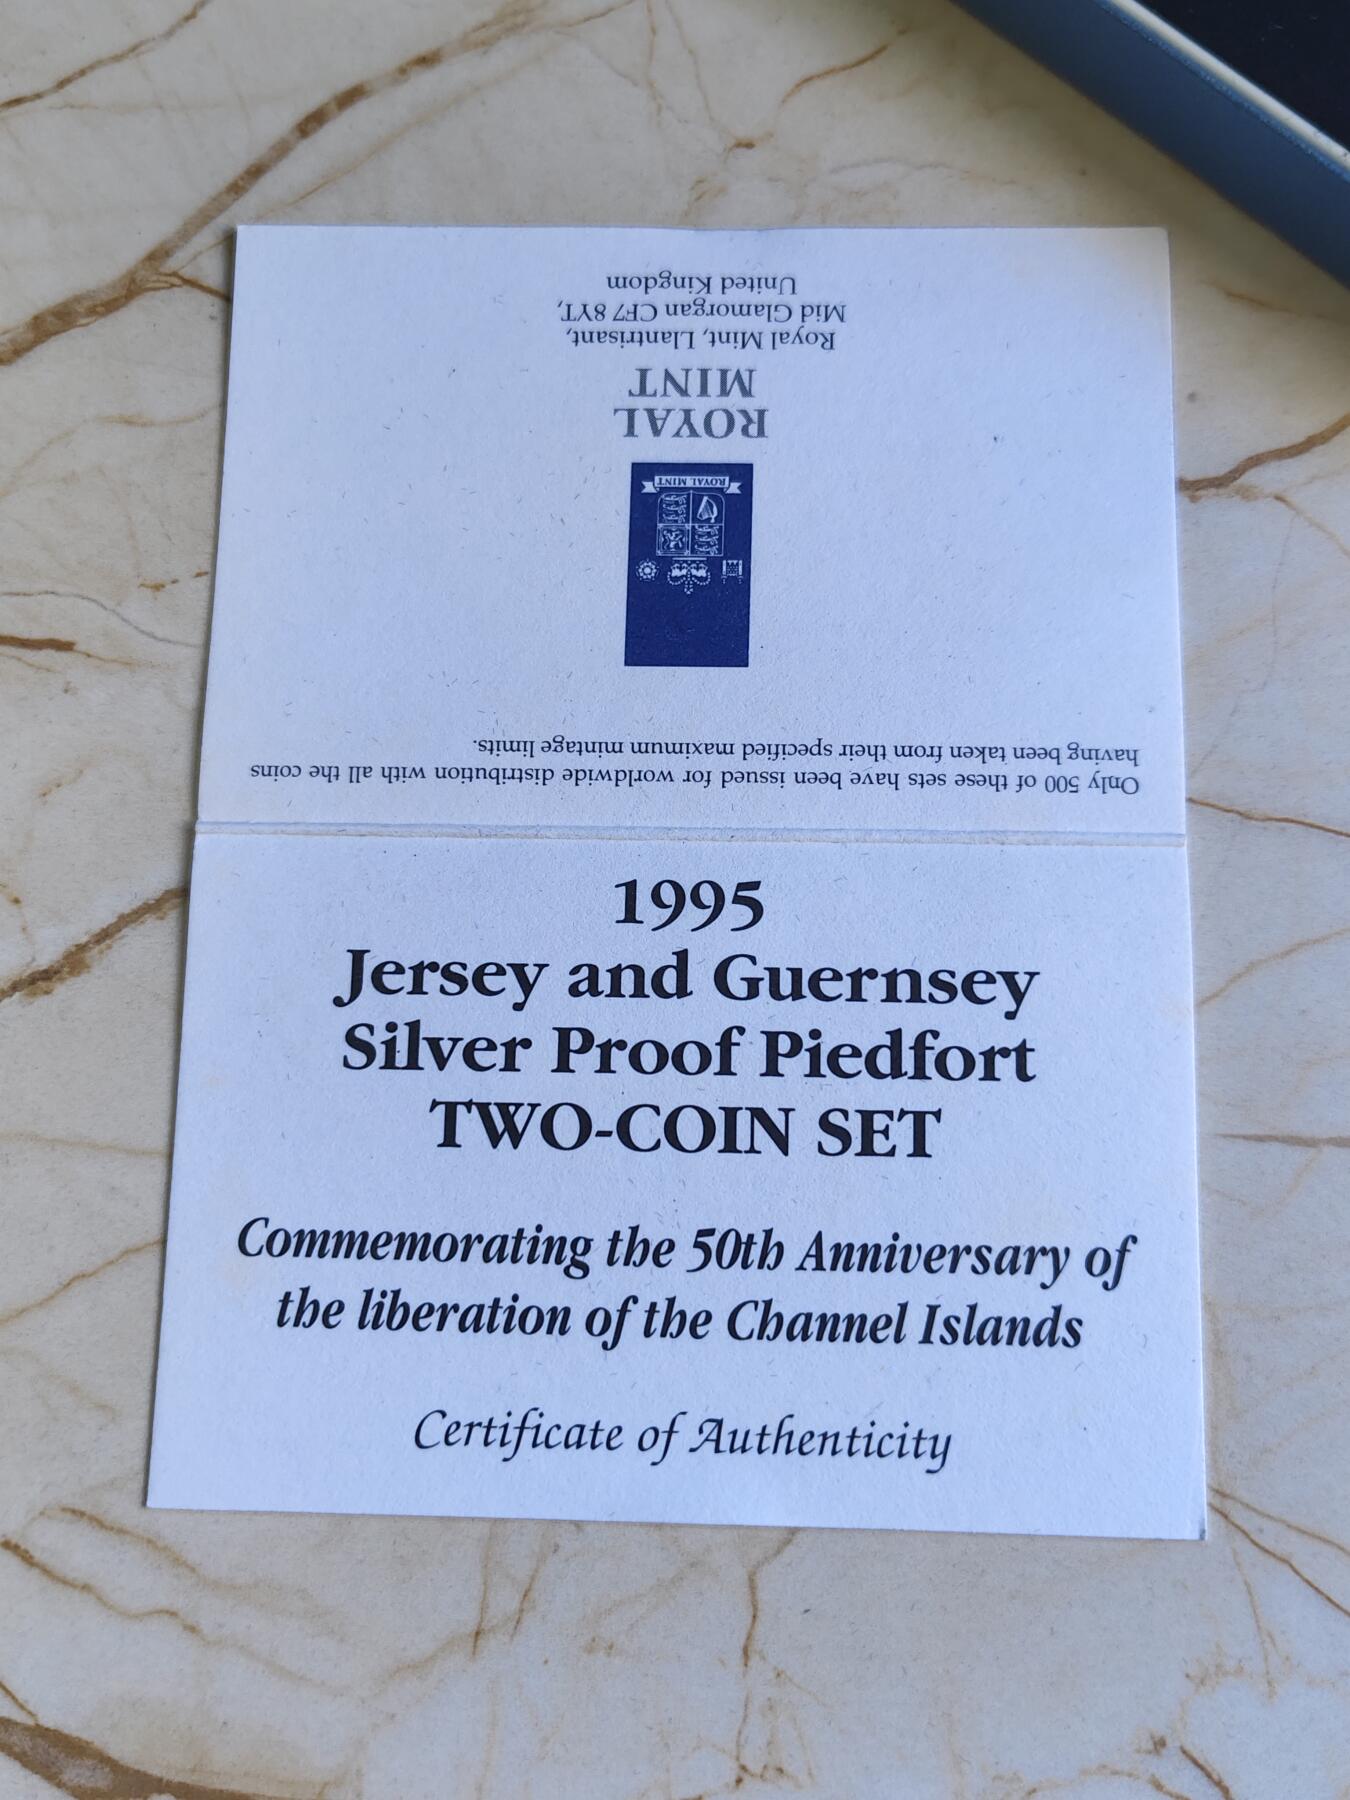 1995
Jersey and Guernsey
Silver Proof Piedfort
TWO-COIN SET
Commemorating the 50th Anniversary of
the liberation of the Channel Islands
Certificate of Authenticity
Only 500 of these sets have been issued for worldwide distribution with all the coins
having been taken from their specified maximum mintage limits.
ROYAL MINT
ROYAL
MINT
Royal Mint, Llantrisant,
Mid Glamorgan CF7 8YT,
United Kingdom